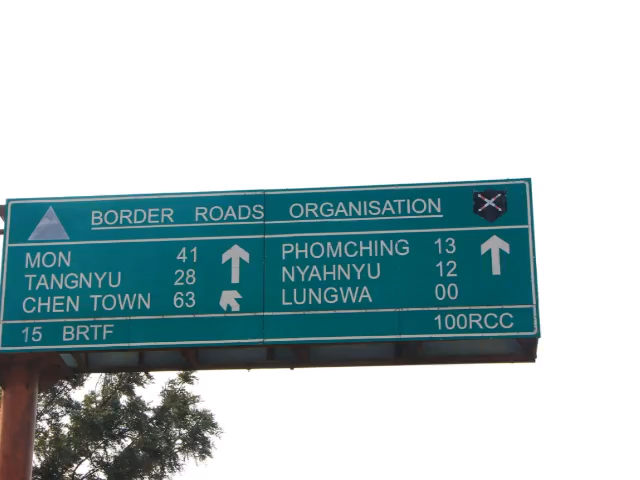 BORDER ROADS ORGANISATION
MON 41
TANGNYU 28
CHEN TOWN 63
PHOMCHING 13
NYAHNYU 12
LUNGWA 00
15 BRTF
100RCC